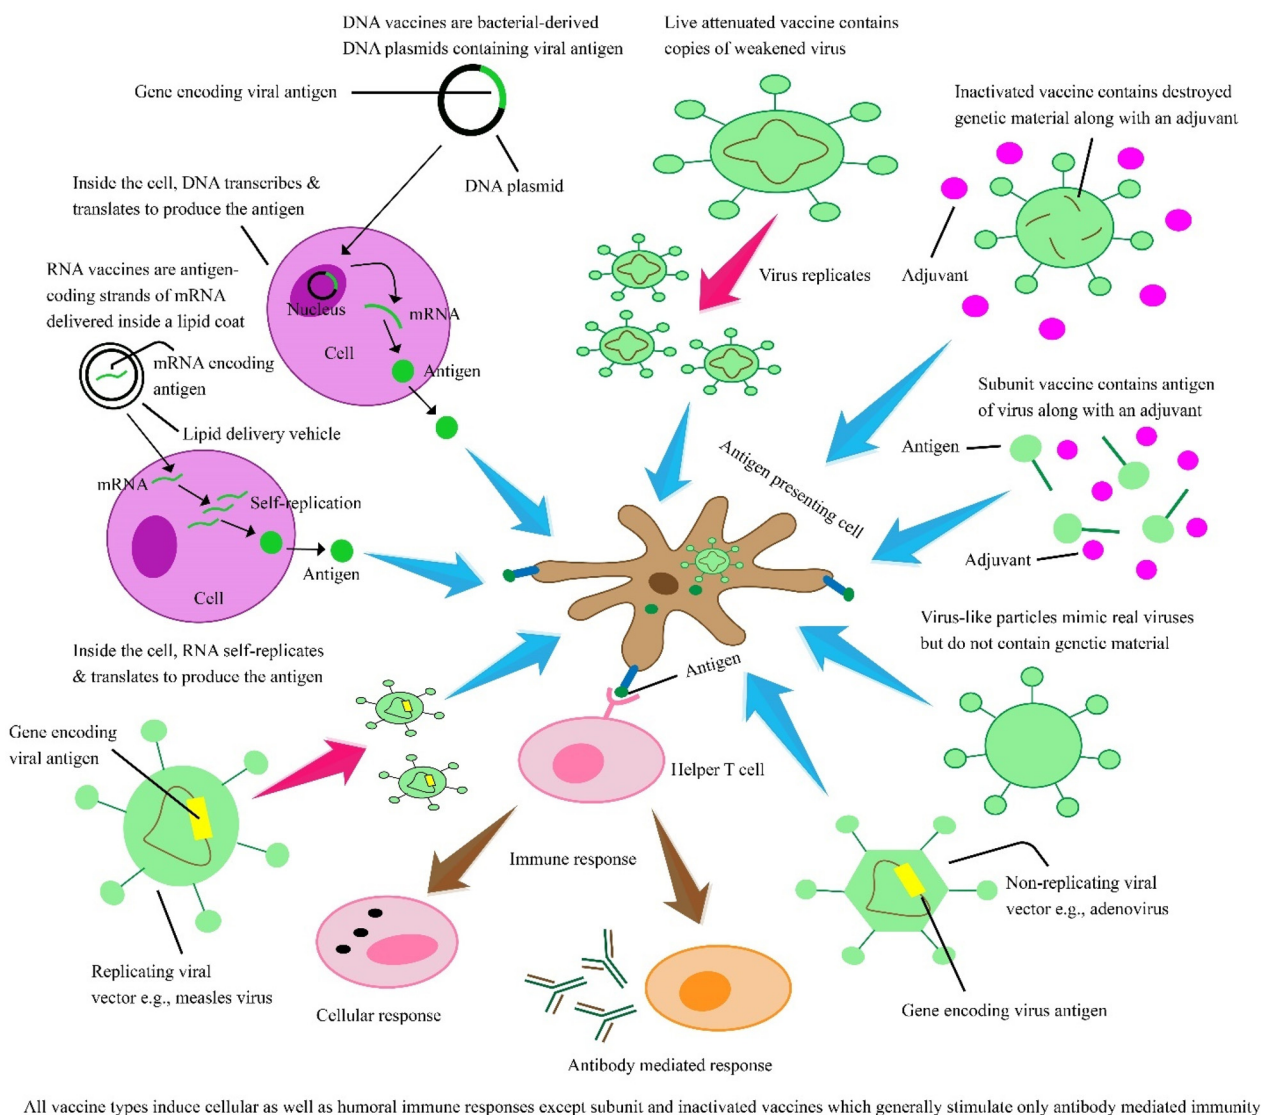 DNA vaccines are bacterial-derived
DNA plasmids containing viral antigen
Gene encoding viral antigen
DNA plasmid
Live attenuated vaccine contains
copies of weakened virus
Virus replicates
Inactivated vaccine contains destroyed
genetic material along with an adjuvant
Adjuvant
Inside the cell, DNA transcribes &
translates to produce the antigen
Nucleus
mRNA
Cell
Antigen
RNA vaccines are antigen-
coding strands of mRNA
delivered inside a lipid coat
mRNA encoding
antigen
Lipid delivery vehicle
mRNA
Self-replication
Antigen
Cell
Inside the cell, RNA self-replicates
& translates to produce the antigen
Subunit vaccine contains antigen
of virus along with an adjuvant
Antigen
Adjuvant
Antigen presenting cell
Antigen
Helper T cell
Virus-like particles mimic real viruses
but do not contain genetic material
Gene encoding
viral antigen
Replicating viral
vector e.g., measles virus
Immune response
Cellular response
Antibody mediated response
Non-replicating viral
vector e.g., adenovirus
Gene encoding virus antigen
All vaccine types induce cellular as well as humoral immune responses except subunit and inactivated vaccines which generally stimulate only antibody mediated immunity